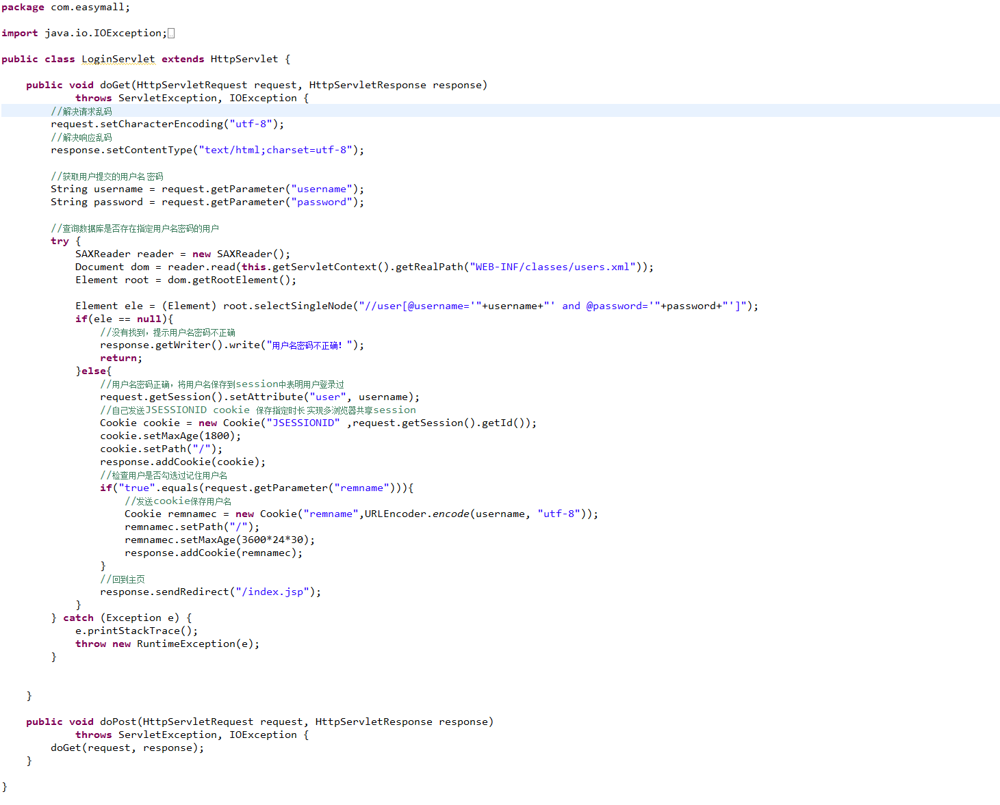 package com.easymall;
import java.io.IOException;
public class LoginServlet extends HttpServlet {
public void doGet(HttpServletRequest request, HttpServletResponse response)
throws ServletException, IOException {
//解决请求乱码
request.setCharacterEncoding("utf-8");
//解决响应乱码
response.setContentType("text/html;charset=utf-8");
//获取用户提交的用户名 密码
String username = request.getParameter("username");
String password = request.getParameter("password");
//查询数据库是否存在指定用户名密码的用户
try {
SAXReader reader = new SAXReader();
Document dom = reader.read(this.getServletContext().getRealPath("WEB-INF/classes/users.xml"));
Element root = dom.getRootElement();
Element ele = (Element) root.selectSingleNode("//user[@username='"+username+"' and @password='"+password+"']");
if(ele == null){
//没有找到，提示用户名密码不正确
response.getWriter().write("用户名密码不正确！");
return;
}else{
//用户名密码正确，将用户名保存到session中表明用户登录过
request.getSession().setAttribute("user", username);
//自己发送JSESSIONID cookie 保存指定时长 实现多浏览器共享session
Cookie cookie = new Cookie("JSESSIONID" ,request.getSession().getId());
cookie.setMaxAge(1800);
cookie.setPath("/");
response.addCookie(cookie);
//检查用户是否勾选过记住用户名
if("true".equals(request.getParameter("remname"))){
//发送cookie保存用户名
Cookie remnamec = new Cookie("remname",URLEncoder.encode(username, "utf-8"));
remnamec.setPath("/");
remnamec.setMaxAge(3600*24*30);
response.addCookie(remnamec);
}
//回到主页
response.sendRedirect("/index.jsp");
}
} catch (Exception e) {
e.printStackTrace();
throw new RuntimeException(e);
}
}
public void doPost(HttpServletRequest request, HttpServletResponse response)
throws ServletException, IOException {
doGet(request, response);
}
}